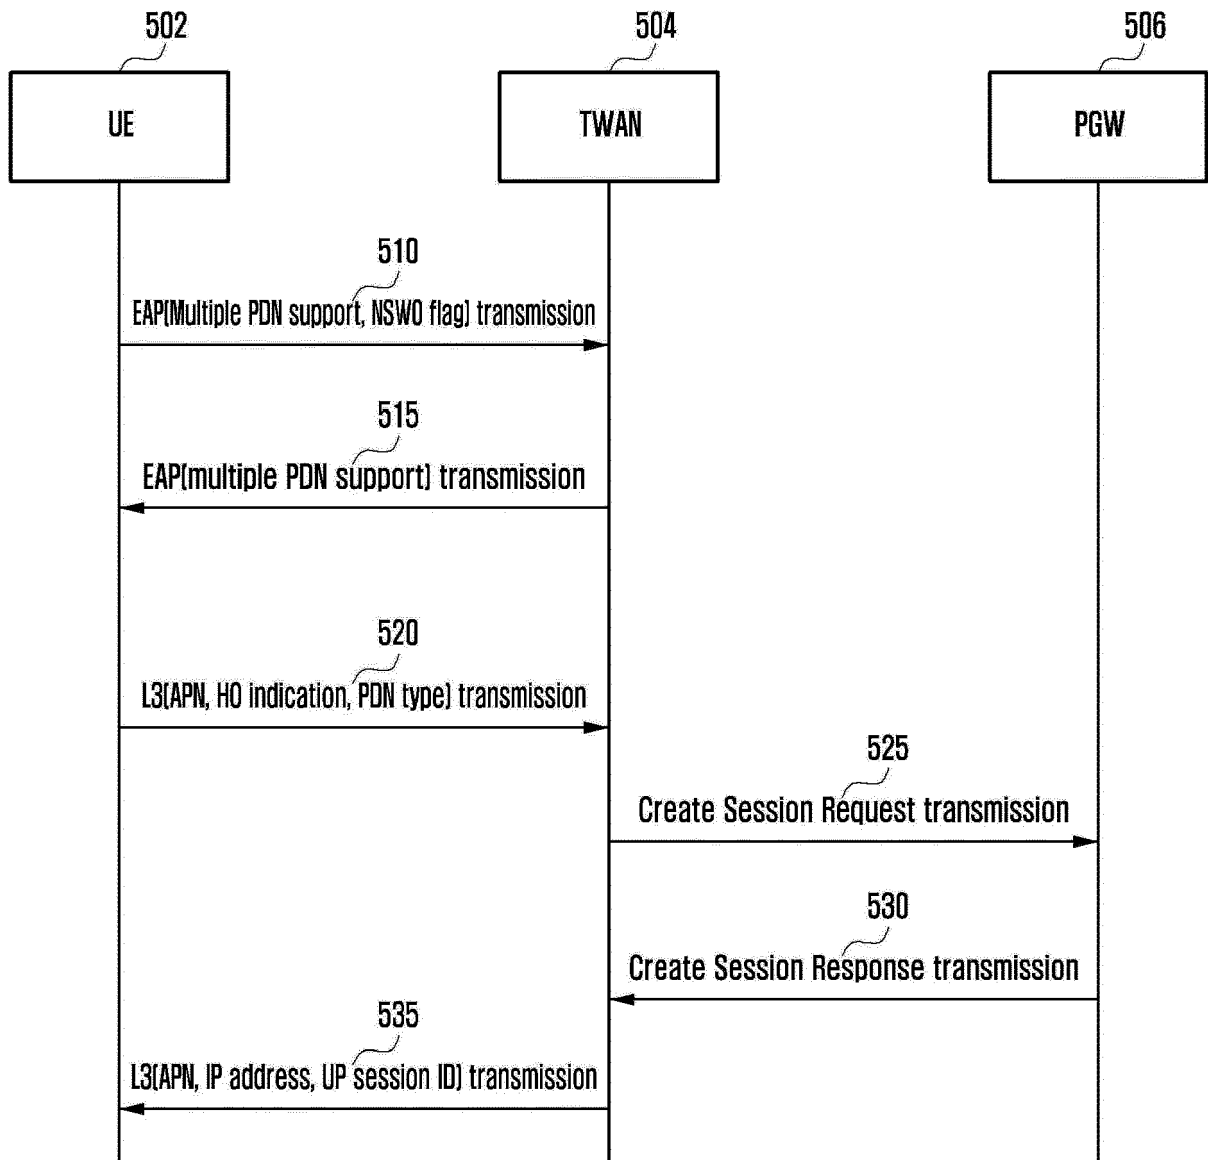 502
504
506
UE
TWAN
PGW
510
EAP(Multiple PDN support, NSWO flag) transmission
515
EAP(multiple PDN support) transmission
520
L3(APN, HO indication, PDN type) transmission
525
Create Session Request transmission
530
Create Session Response transmission
535
L3(APN, IP address, UP session ID) transmission